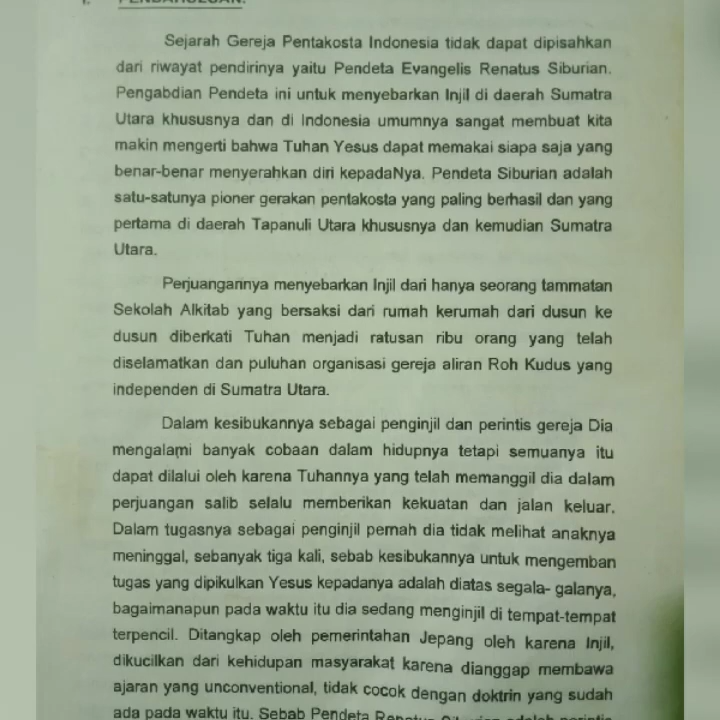 I. PENDAHULUAN.
Sejarah Gereja Pentakosta Indonesia tidak dapat dipisahkan
dari riwayat pendirinya yaitu Pendeta Evangelis Renatus Siburian.
Pengabdian Pendeta ini untuk menyebarkan Injil di daerah Sumatra
Utara khususnya dan di Indonesia umumnya sangat membuat kita
makin mengerti bahwa Tuhan Yesus dapat memakai siapa saja yang
benar-benar menyerahkan diri kepadaNya. Pendeta Siburian adalah
satu-satunya pioner gerakan pentakosta yang paling berhasil dan yang
pertama di daerah Tapanuli Utara khususnya dan kemudian Sumatra
Utara.
Perjuangannya menyebarkan Injil dari hanya seorang tammatan
Sekolah Alkitab yang bersaksi dari rumah kerumah dari dusun ke
dusun diberkati Tuhan menjadi ratusan ribu orang yang telah
diselamatkan dan puluhan organisasi gereja aliran Roh Kudus yang
independen di Sumatra Utara.
Dalam kesibukannya sebagai penginjil dan perintis gereja Dia
mengalami banyak cobaan dalam hidupnya tetapi semuanya itu
dapat dilalui oleh karena Tuhannya yang telah memanggil dia dalam
perjuangan salib selalu memberikan kekuatan dan jalan keluar.
Dalam tugasnya sebagai penginjil pernah dia tidak melihat anaknya
meninggal, sebanyak tiga kali, sebab kesibukannya untuk mengemban
tugas yang dipikulkan Yesus kepadanya adalah diatas segala- galanya,
bagaimanapun pada waktu itu dia sedang menginjil di tempat-tempat
terpencil. Ditangkap oleh pemerintahan Jepang oleh karena Injil,
dikucilkan dari kehidupan masyarakat karena dianggap membawa
ajaran yang unconventional, tidak cocok dengan doktrin yang sudah
ada pada waktu itu. Sebab Pendeta Renatus Siburian adalah perintis